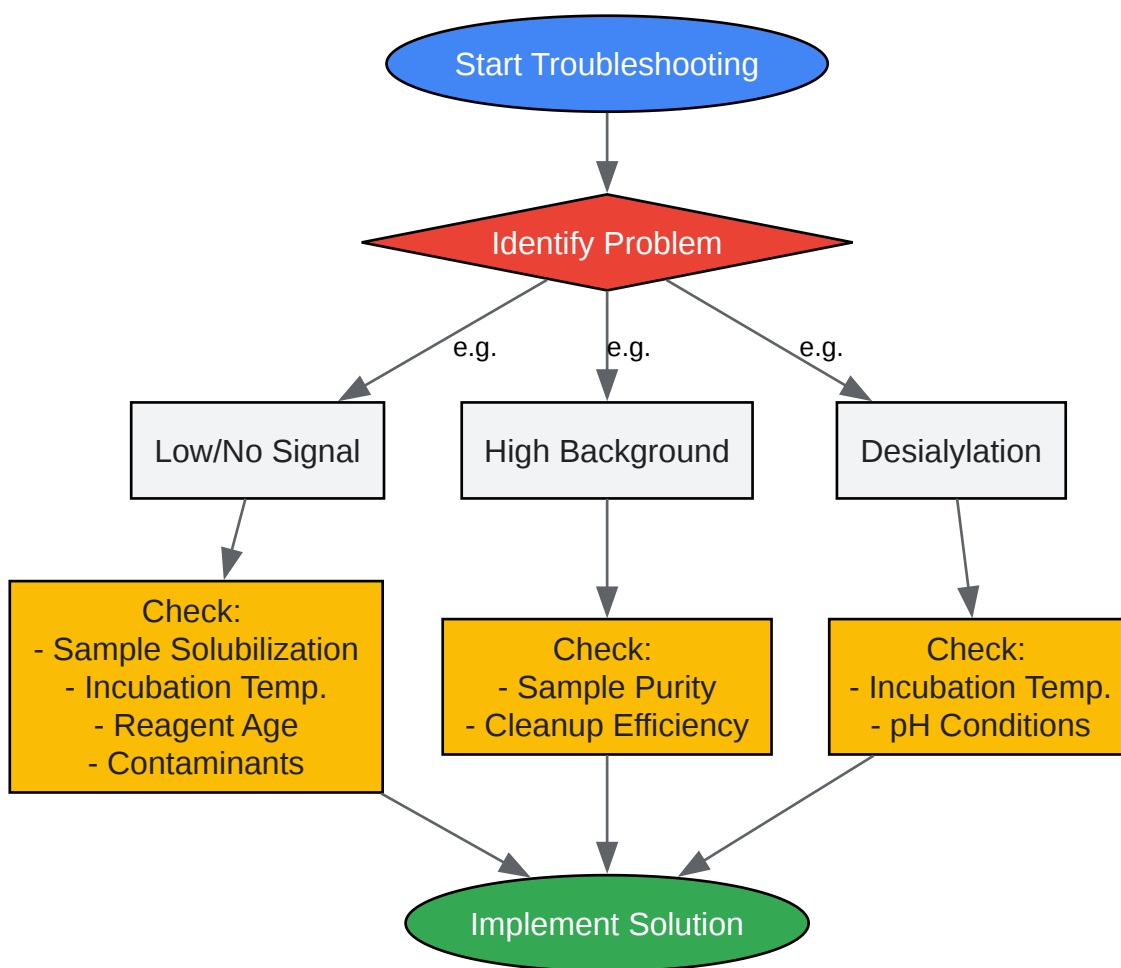 Start Troubleshooting
Identify Problem
e.g.
e.g.
e.g.
Low/No Signal
High Background
Desialylation
Check:
- Sample Solubilization
- Incubation Temp.
- Reagent Age
- Contaminants
Check:
- Sample Purity
- Cleanup Efficiency
Check:
- Incubation Temp.
- pH Conditions
Implement Solution